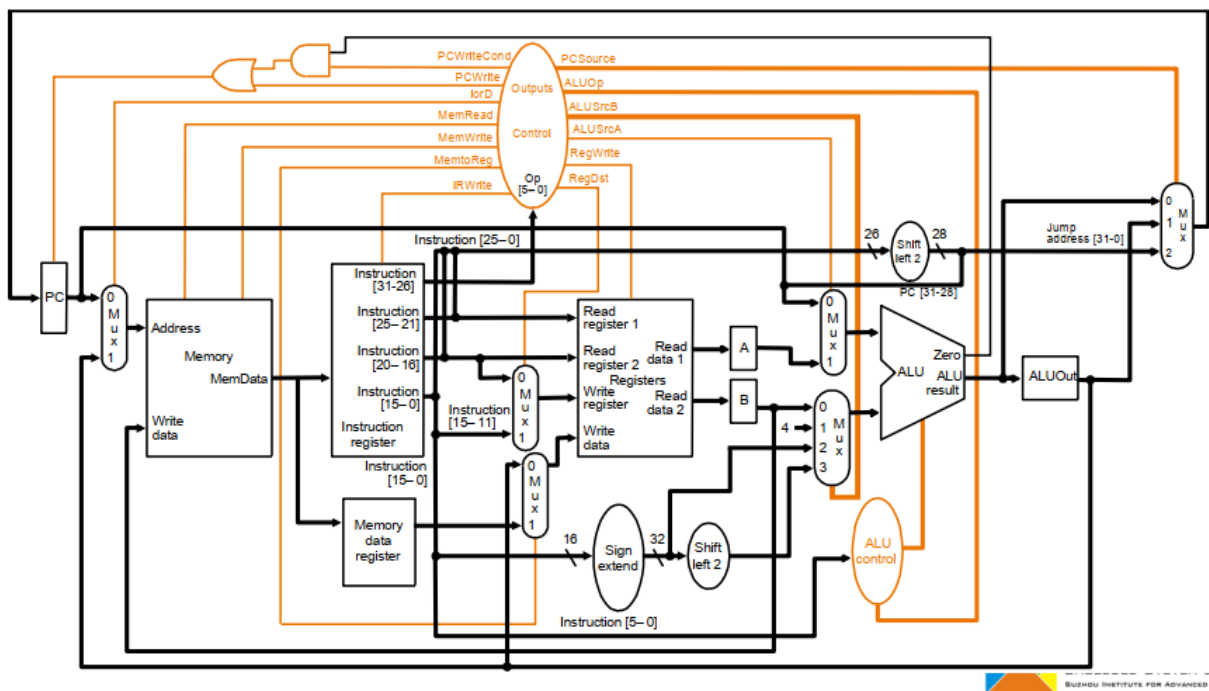 PCWriteCond
PCSource
PCWrite
ALUOp
IorD
Outputs
ALUSrcB
MemRead
ALUSrcA
MemWrite
Control
RegWrite
MemtoReg
RegDst
Op
[5–0]
IRWrite
Instruction [25–0]
26
Shift
left 2
28
Jump
address [31-0]
PC [31-28]
0
1
2
M
u
x
PC
0
M
u
x
1
Address
Memory
MemData
Write
data
Instruction
[31-26]
Instruction
[25–21]
Instruction
[20–16]
Instruction
[15–0]
Instruction
register
Instruction
[15–11]
Instruction
[15–0]
0
M
u
x
1
0
M
u
x
1
Read
register 1
Read
register 2
Registers
Write
register
Write
data
Read
data 1
Read
data 2
A
B
0
M
u
x
1
4
0
1
2
3
M
u
x
Zero
ALU
ALU
result
ALUOut
Memory
data
register
16
Sign
extend
32
Shift
left 2
ALU
control
Instruction [5–0]
SUZHOU INSTITUTE FOR ADVANCED